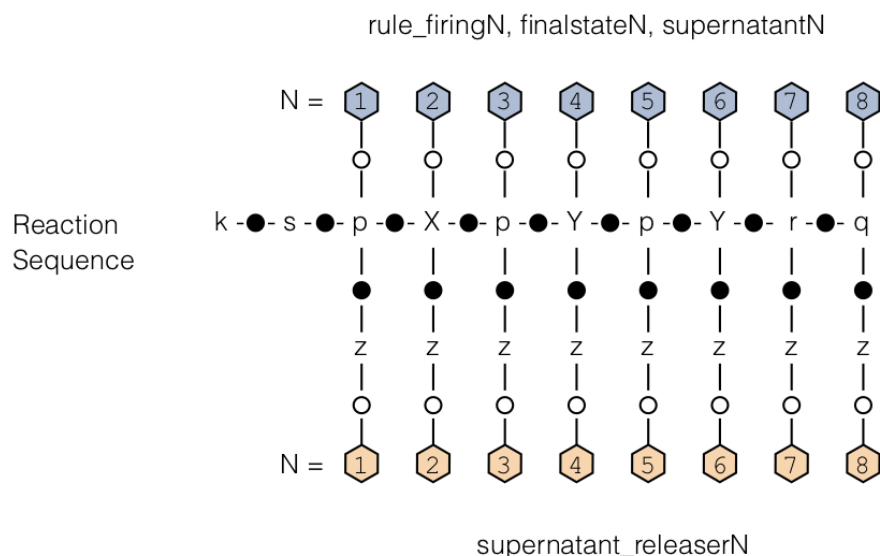 rule_firingN, finalstateN, supernatantN
N = 1 2 3 4 5 6 7 8
Reaction
Sequence
k s p X p Y p Y r q
z z z z z z z z
N = 1 2 3 4 5 6 7 8
supernatant_releaserN